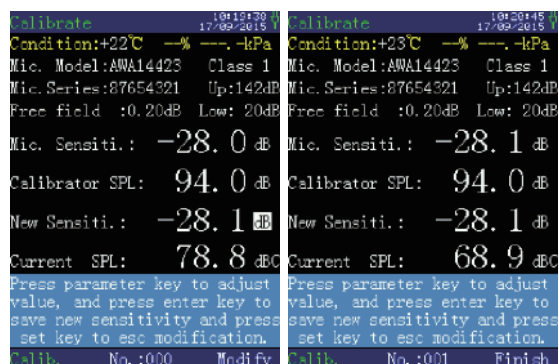 Calibrate 10:19:38
17/09/2015
Condition:+22℃ --% ---.-kPa
Mic. Model:AWA14423 Class 1
Mic.Series:87654321 Up:142dB
Free field :0.20dB Low: 20dB
Mic. Sensiti.: -28.0 dB
Calibrator SPL: 94.0 dB
New Sensiti.: -28.1 dB
Current SPL: 78.8 dBC
Press parameter key to adjust
value, and press enter key to
save new sensitivity and press
set key to esc modification.
Calib. No.:000 Modify
Calibrate 10:20:45
17/09/2015
Condition:+23℃ --% ---.-kPa
Mic. Model:AWA14423 Class 1
Mic.Series:87654321 Up:142dB
Free field :0.20dB Low: 20dB
Mic. Sensiti.: -28.1 dB
Calibrator SPL: 94.0 dB
New Sensiti.: -28.1 dB
Current SPL: 68.9 dBC
Press parameter key to adjust
value, and press enter key to
save new sensitivity and press
set key to esc modification.
Calib. No.:001 Finish